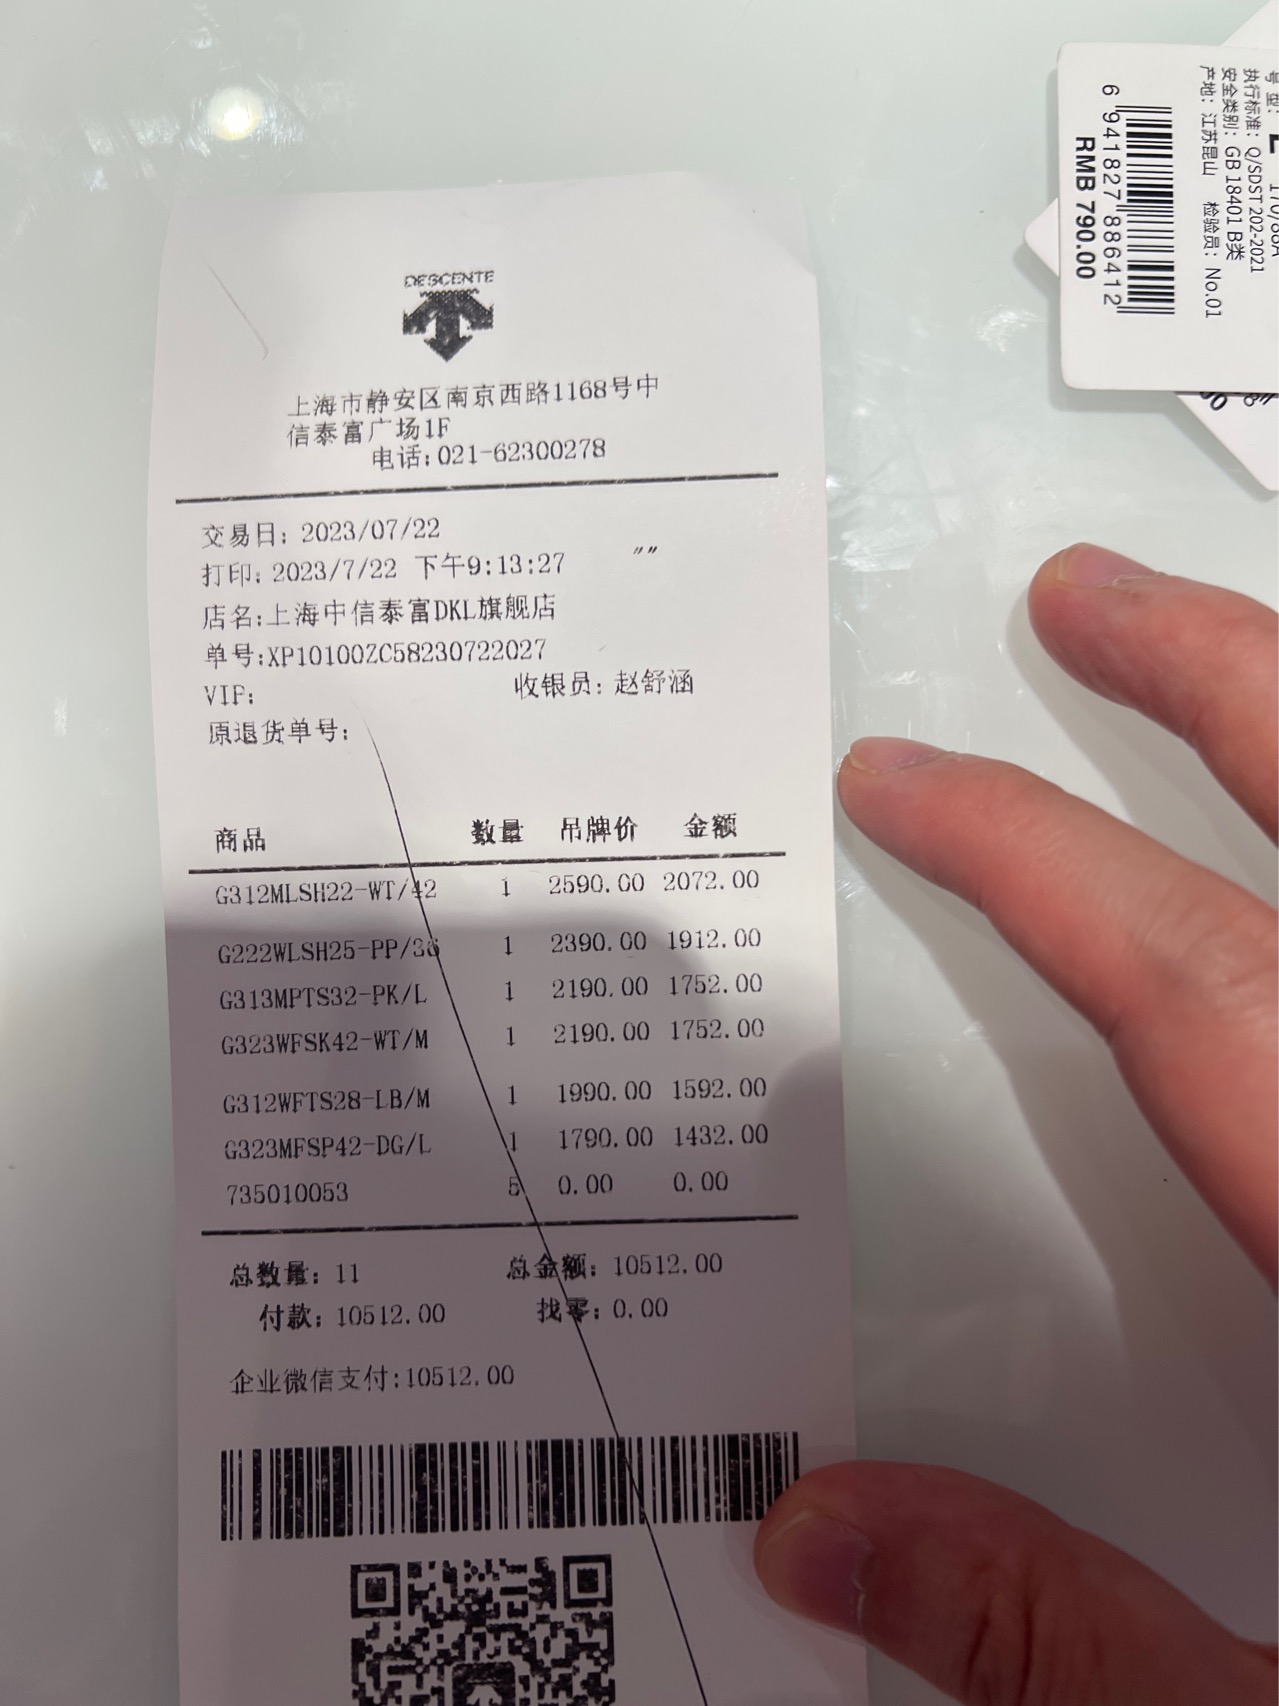 DESCENTE
上海市静安区南京西路1168号中
信泰富广场1F
电话:021-62300278
交易日: 2023/07/22
打印: 2023/7/22 下午9:13:27 ""
店名:上海中信泰富DKL旗舰店
单号:XP10100ZC58230722027
VIP: 收银员: 赵舒涵
原退货单号:
商品 数量 吊牌价 金额
G312MLSH22-WT/42 1 2590.00 2072.00
G222WLSH25-PP/36 1 2390.00 1912.00
G313MPTS32-PK/L 1 2190.00 1752.00
G323WFSK42-WT/M 1 2190.00 1752.00
G312WFTS28-LB/M 1 1990.00 1592.00
G323MFSP42-DG/L 1 1790.00 1432.00
735010053 5 0.00 0.00
总数量: 11 总金额: 10512.00
付款: 10512.00 找零: 0.00
企业微信支付:10512.00
号型: L 170/88A
执行标准: Q/SDST 202-2021
安全类别: GB 18401 B类
产地: 江苏昆山 检验员: No.01
6 941827 886412
RMB 790.00